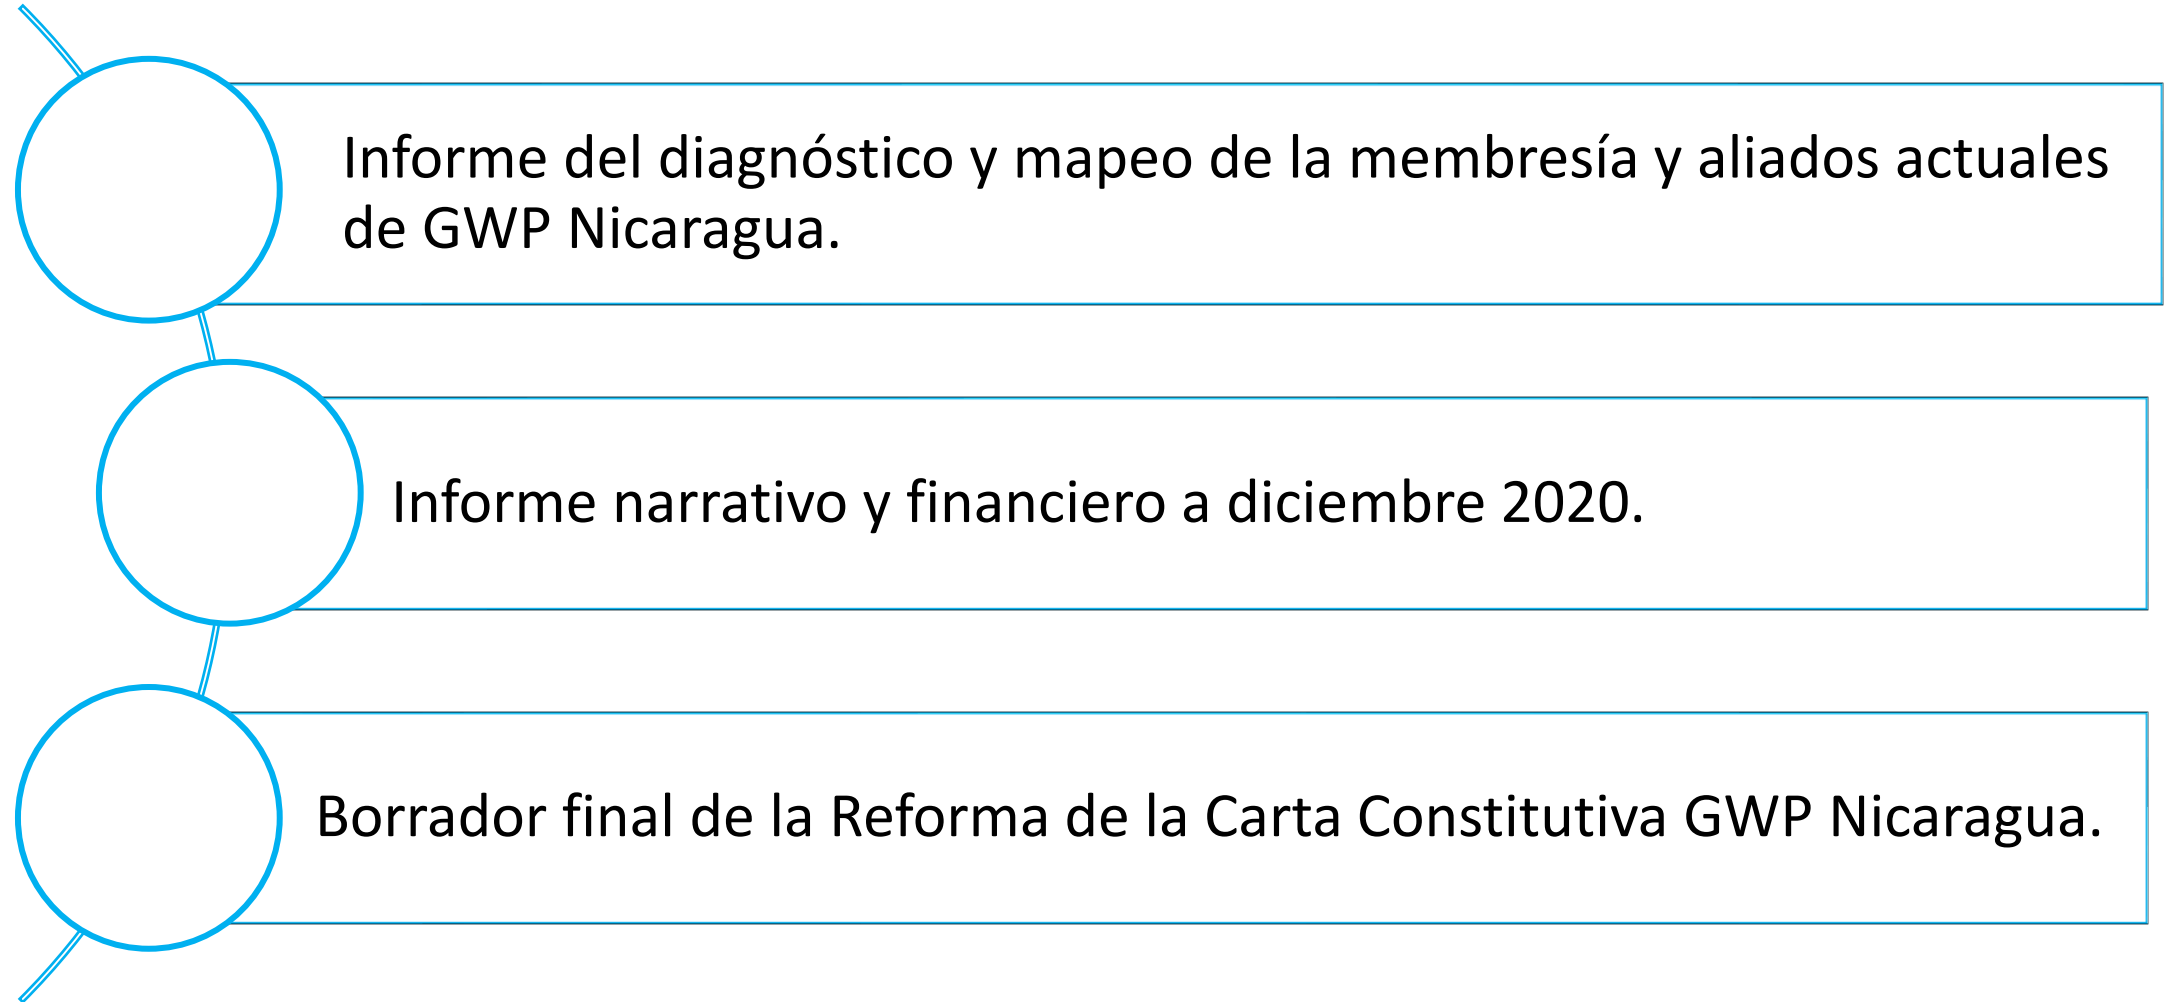 Informe del diagnóstico y mapeo de la membresía y aliados actuales
de GWP Nicaragua.
Informe narrativo y financiero a diciembre 2020.
Borrador final de la Reforma de la Carta Constitutiva GWP Nicaragua.